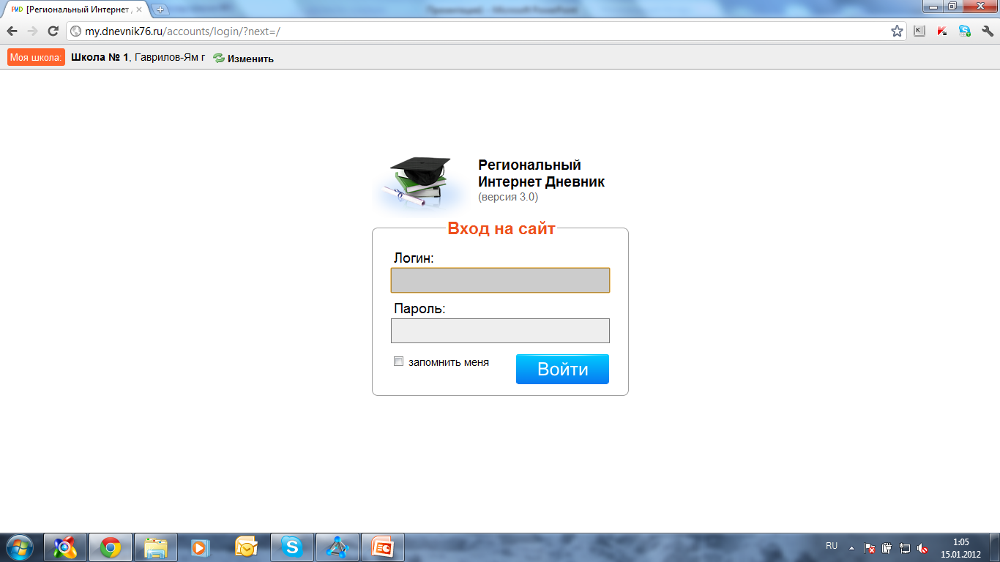 РИD [Региональный Интернет
Презентация1 - Microsoft PowerPoint
my.dnevnik76.ru/accounts/login/?next=/
Моя школа: Школа № 1, Гаврилов-Ям г Изменить
Региональный
Интернет Дневник
(версия 3.0)
Вход на сайт
Логин:
Пароль:
запомнить меня
Войти
RU
1:05
15.01.2012